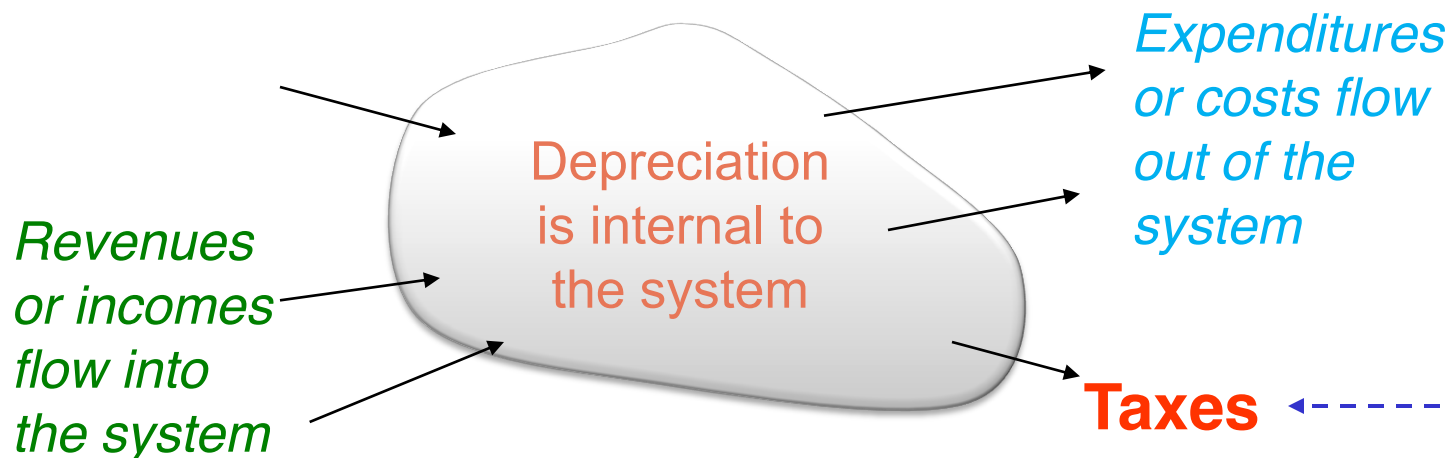 Revenues
or incomes
flow into
the system
Depreciation
is internal to
the system
Expenditures
or costs flow
out of the
system
Taxes